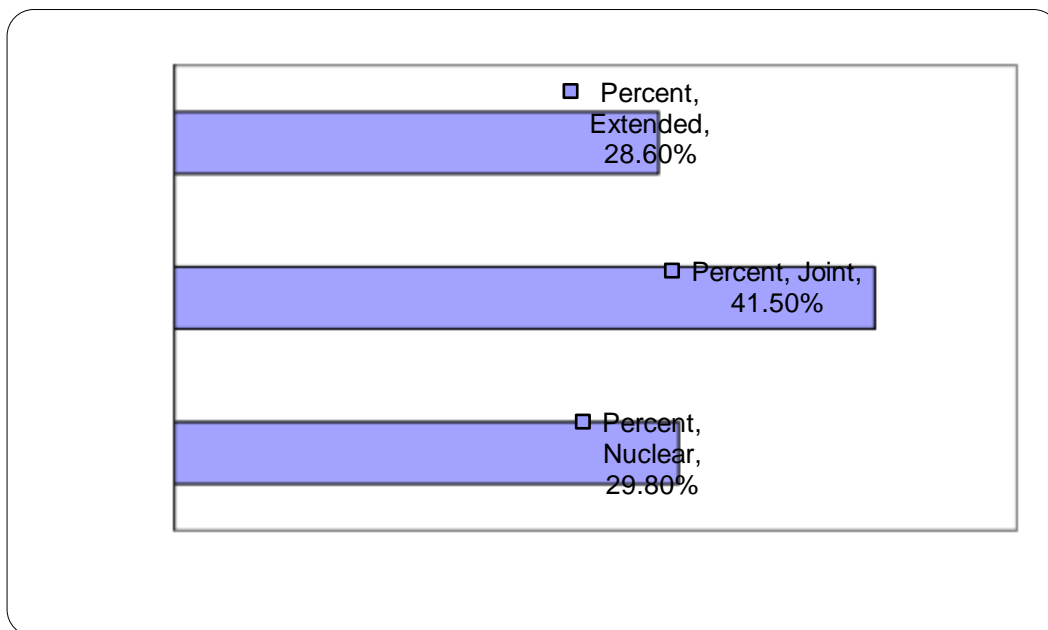 Percent,
Extended,
28.60%
Percent, Joint,
41.50%
Percent,
Nuclear,
29.80%